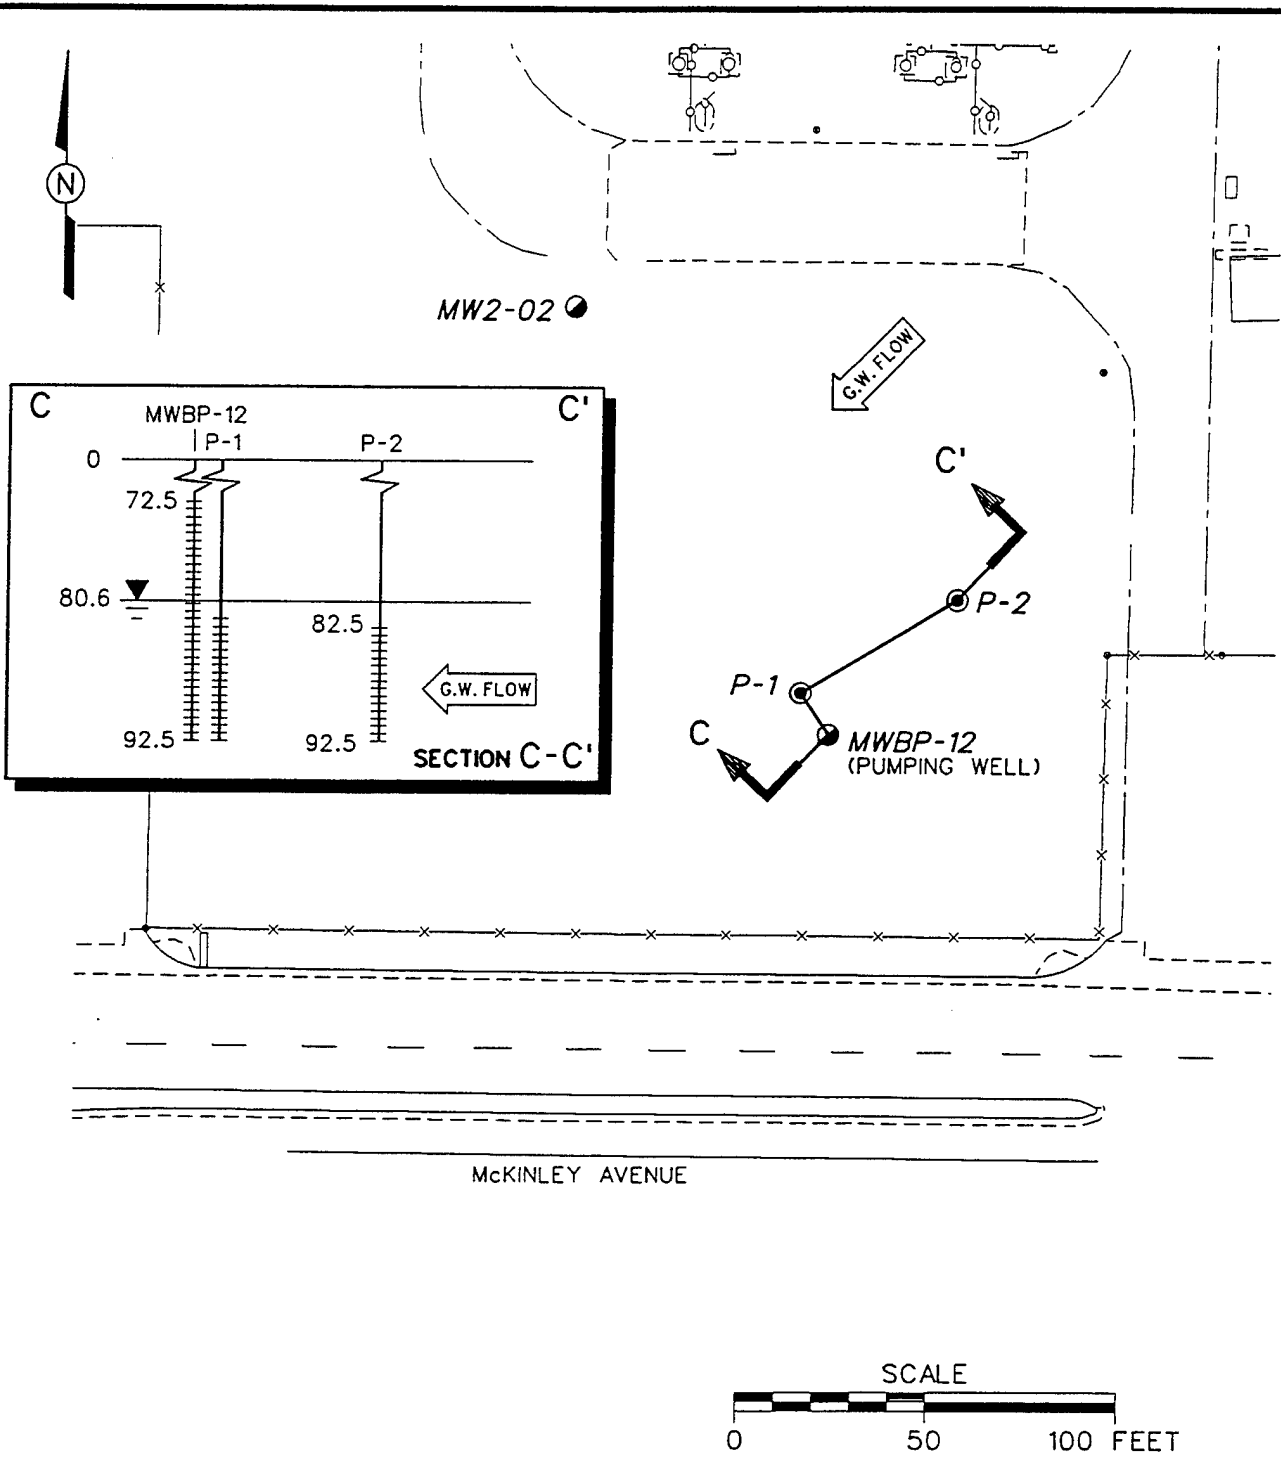 N
MW2-02
G.W. FLOW
C C'
MWBP-12
P-1 P-2
0
72.5
80.6
82.5
G.W. FLOW
92.5 92.5
SECTION C-C'
C'
P-2
P-1
C
MWBP-12
(PUMPING WELL)
McKINLEY AVENUE
SCALE
0 50 100 FEET